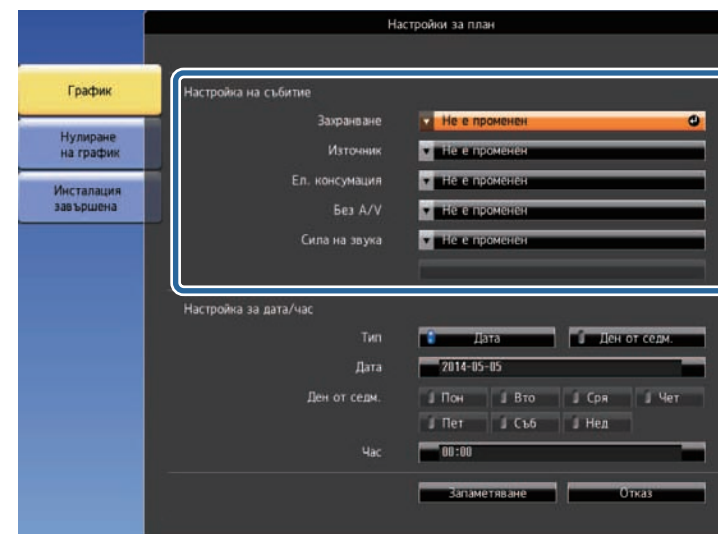 Настройки за план
График
Нулиране
на график
Инсталация
завършена
Настройка на събитие
Захранване Не е променен
Източник Не е променен
Ел. консумация Не е променен
Без A/V Не е променен
Сила на звука Не е променен
Настройка за дата/час
Тип Дата Ден от седм.
Дата 2014-05-05
Ден от седм. Пон Вто Сря Чет
Пет Съб Нед
Час 00:00
Запаметяване Отказ